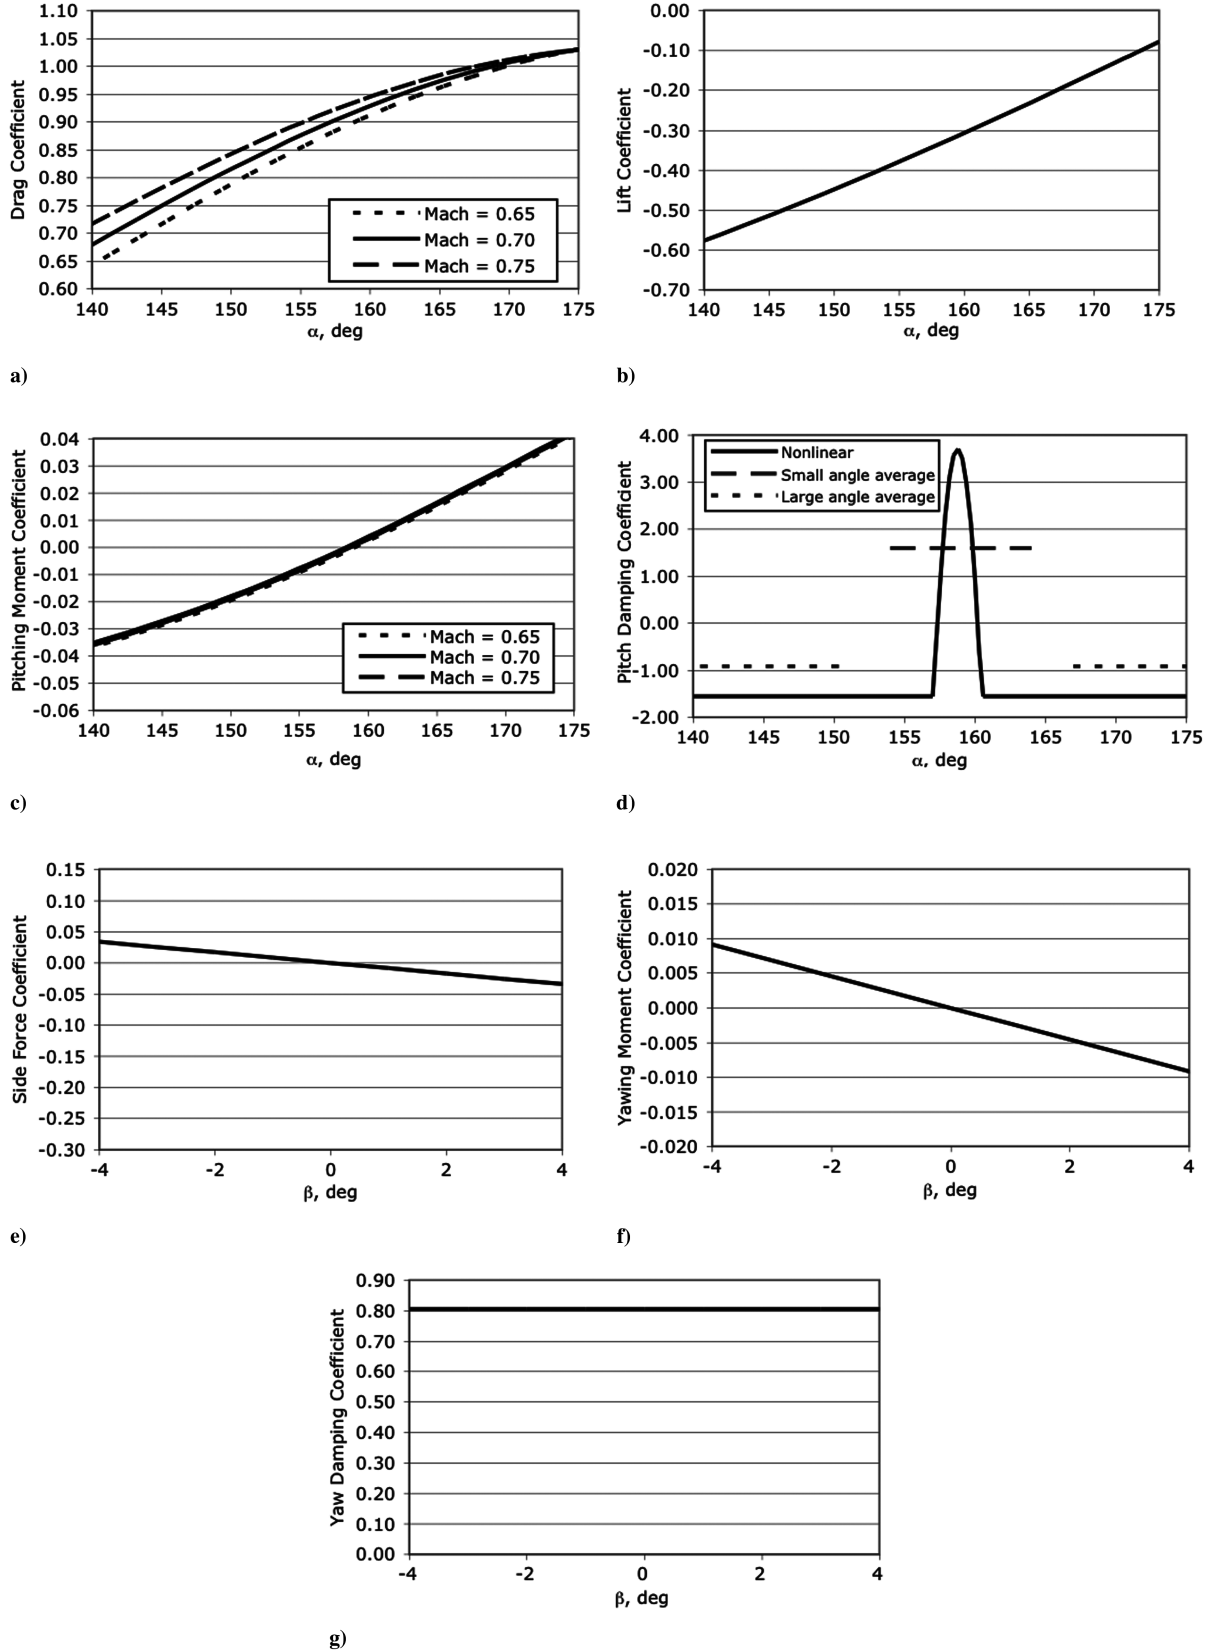 1.10
1.05
1.00
0.95
0.90
0.85
0.80
0.75
0.70
0.65
0.60
Drag Coefficient
Mach = 0.65
Mach = 0.70
Mach = 0.75
140 145 150 155 160 165 170 175
α, deg
a)
0.00
-0.10
-0.20
-0.30
-0.40
-0.50
-0.60
-0.70
Lift Coefficient
140 145 150 155 160 165 170 175
α, deg
b)
0.04
0.03
0.02
0.01
0.00
-0.01
-0.02
-0.03
-0.04
-0.05
-0.06
Pitching Moment Coefficient
Mach = 0.65
Mach = 0.70
Mach = 0.75
140 145 150 155 160 165 170 175
α, deg
c)
4.00
3.00
2.00
1.00
0.00
-1.00
-2.00
Pitch Damping Coefficient
Nonlinear
Small angle average
Large angle average
140 145 150 155 160 165 170 175
α, deg
d)
0.15
0.10
0.05
0.00
-0.05
-0.10
-0.15
-0.20
-0.25
-0.30
Side Force Coefficient
-4 -2 0 2 4
β, deg
e)
0.020
0.015
0.010
0.005
0.000
-0.005
-0.010
-0.015
-0.020
Yawing Moment Coefficient
-4 -2 0 2 4
β, deg
f)
0.90
0.80
0.70
0.60
0.50
0.40
0.30
0.20
0.10
0.00
Yaw Damping Coefficient
-4 -2 0 2 4
β, deg
g)